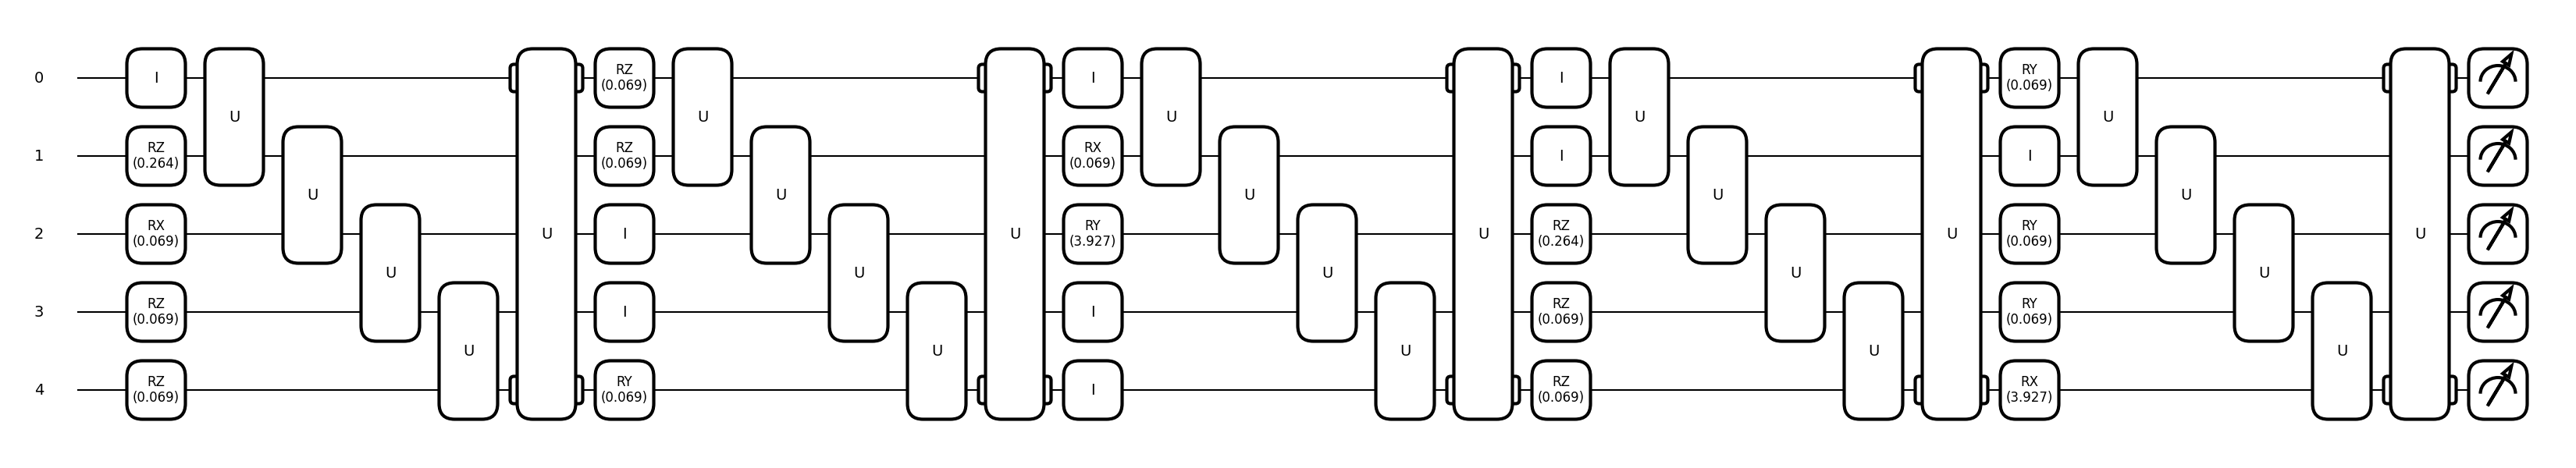 0 I RZ I I RY
(0.069) (0.069)
U U U U U
1 RZ RZ RX I I
(0.264) (0.069) (0.069)
U U U U U
2 RX I RY RZ RY
(0.069) (3.927) (0.264) (0.069)
U U U U U
U U U U U
3 RZ I I RZ RY
(0.069) (0.069) (0.069)
U U U U U
4 RZ RY I RZ RX
(0.069) (0.069) (0.069) (3.927)